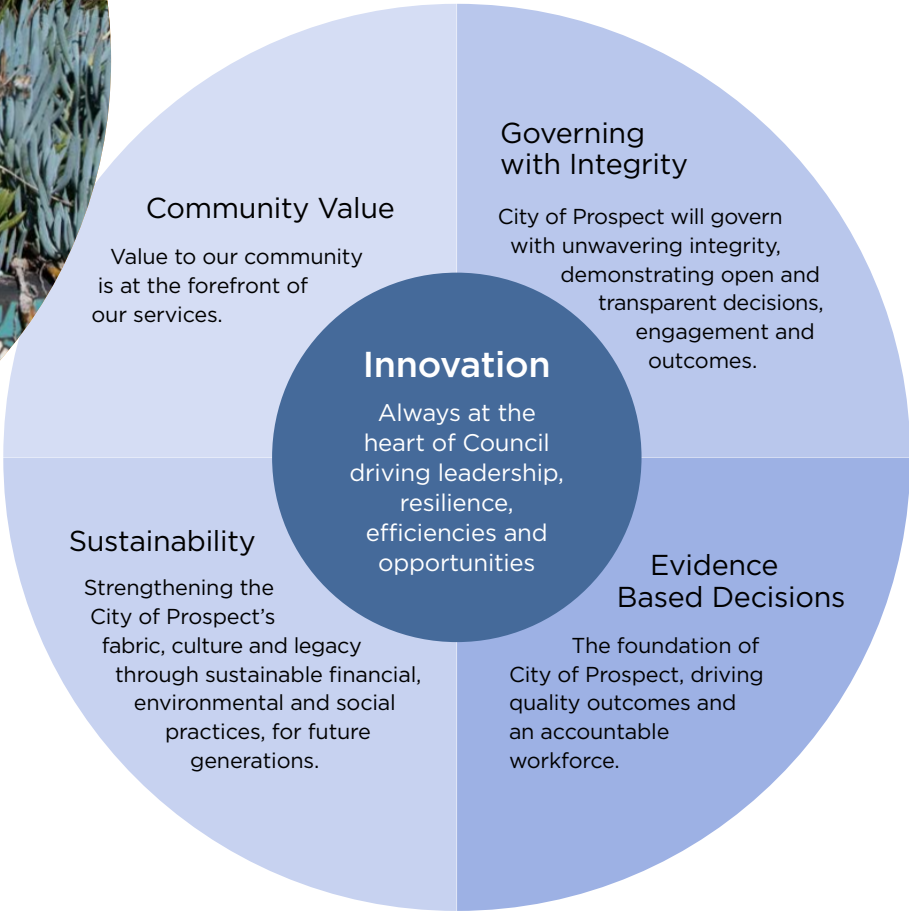 Community Value
Value to our community
is at the forefront of
our services.
Governing
with Integrity
City of Prospect will govern
with unwavering integrity,
demonstrating open and
transparent decisions,
engagement and
outcomes.
Innovation
Always at the
heart of Council
driving leadership,
resilience,
efficiencies and
opportunities
Sustainability
Strengthening the
City of Prospect’s
fabric, culture and legacy
through sustainable financial,
environmental and social
practices, for future
generations.
Evidence
Based Decisions
The foundation of
City of Prospect, driving
quality outcomes and
an accountable
workforce.